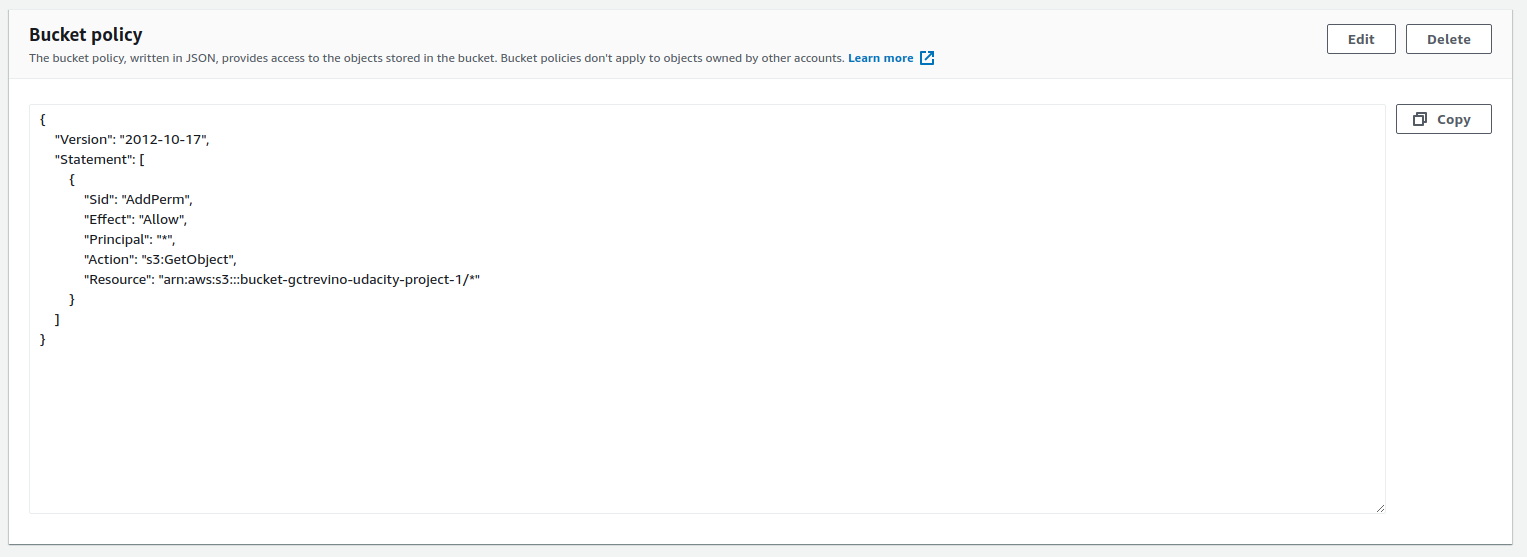 Bucket policy
Edit
Delete
The bucket policy, written in JSON, provides access to the objects stored in the bucket. Bucket policies don't apply to objects owned by other accounts. Learn more
Copy
{
    "Version": "2012-10-17",
    "Statement": [
        {
            "Sid": "AddPerm",
            "Effect": "Allow",
            "Principal": "*",
            "Action": "s3:GetObject",
            "Resource": "arn:aws:s3:::bucket-gctrevino-udacity-project-1/*"
        }
    ]
}